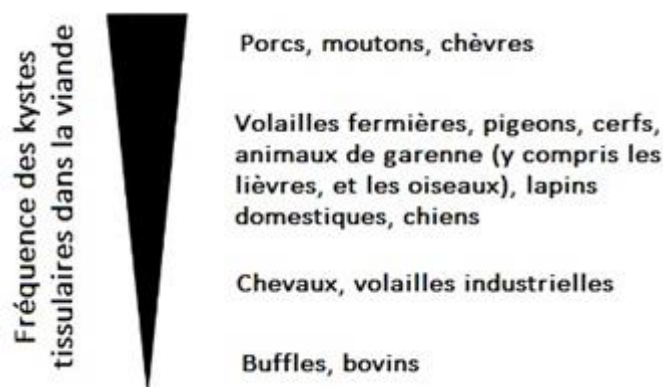 Fréquence des kystes
tissulaires dans la viande
Porcs, moutons, chèvres
Volailles fermières, pigeons, cerfs,
animaux de garenne (y compris les
lièvres, et les oiseaux), lapins
domestiques, chiens
Chevaux, volailles industrielles
Buffles, bovins